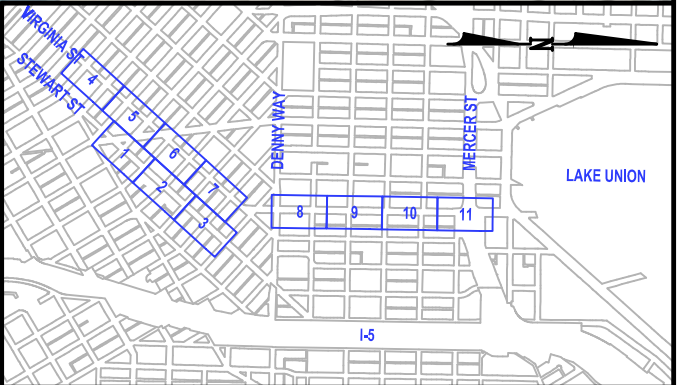 VIRGINIA ST
STEWART ST
4
5
6
7
1
2
3
DENNY WAY
MERCER ST
N
LAKE UNION
8
9
10
11
I-5